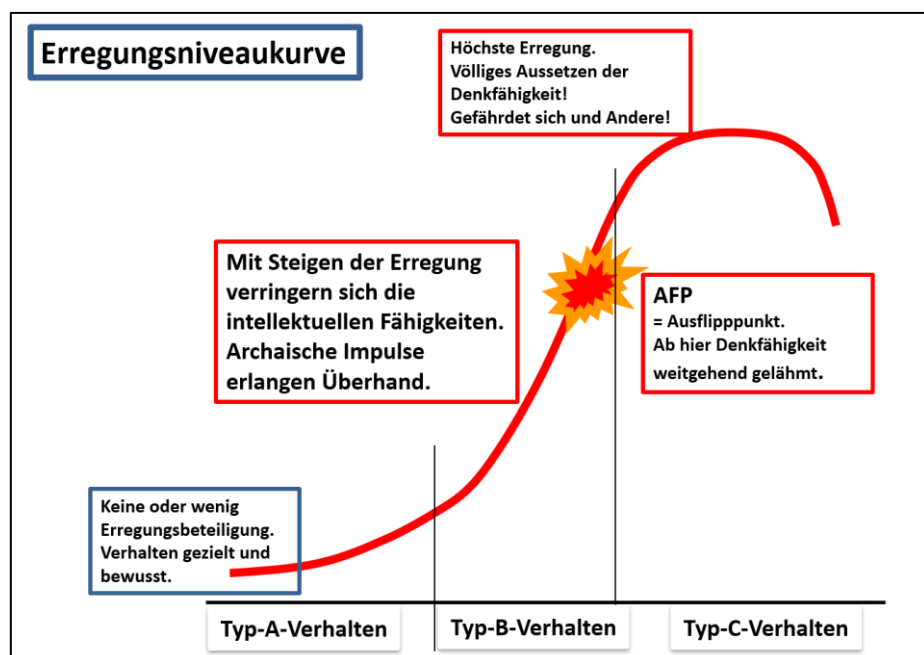 Erregungsniveaukurve
Höchste Erregung.
Völliges Aussetzen der
Denkfähigkeit!
Gefährdet sich und Andere!
Mit Steigen der Erregung
verringern sich die
intellektuellen Fähigkeiten.
Archaische Impulse
erlangen Überhand.
AFP
= Ausflipppunkt.
Ab hier Denkfähigkeit
weitgehend gelähmt.
Keine oder wenig
Erregungsbeteiligung.
Verhalten gezielt und
bewusst.
Typ-A-Verhalten
Typ-B-Verhalten
Typ-C-Verhalten